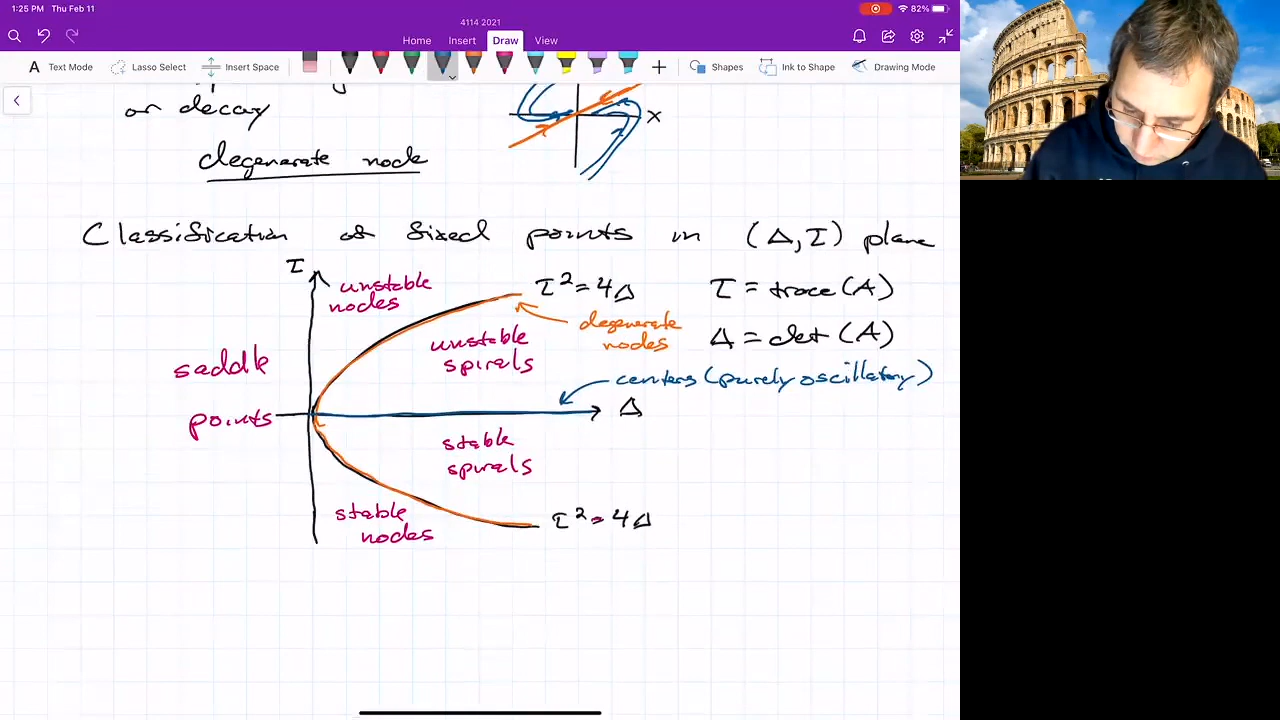 1:25 PM Thu Feb 11
82%
4114 2021
Home Insert Draw View
Text Mode Lasso Select Insert Space Shapes Ink to Shape Drawing Mode
or decay
x
degenerate node
Classification of fixed points in (Δ,τ) plane
τ
unstable nodes
τ² = 4Δ
τ = trace(A)
degenerate nodes
Δ = det(A)
unstable spirals
saddle points
centers (purely oscillatory)
Δ
stable spirals
stable nodes
τ² = 4Δ